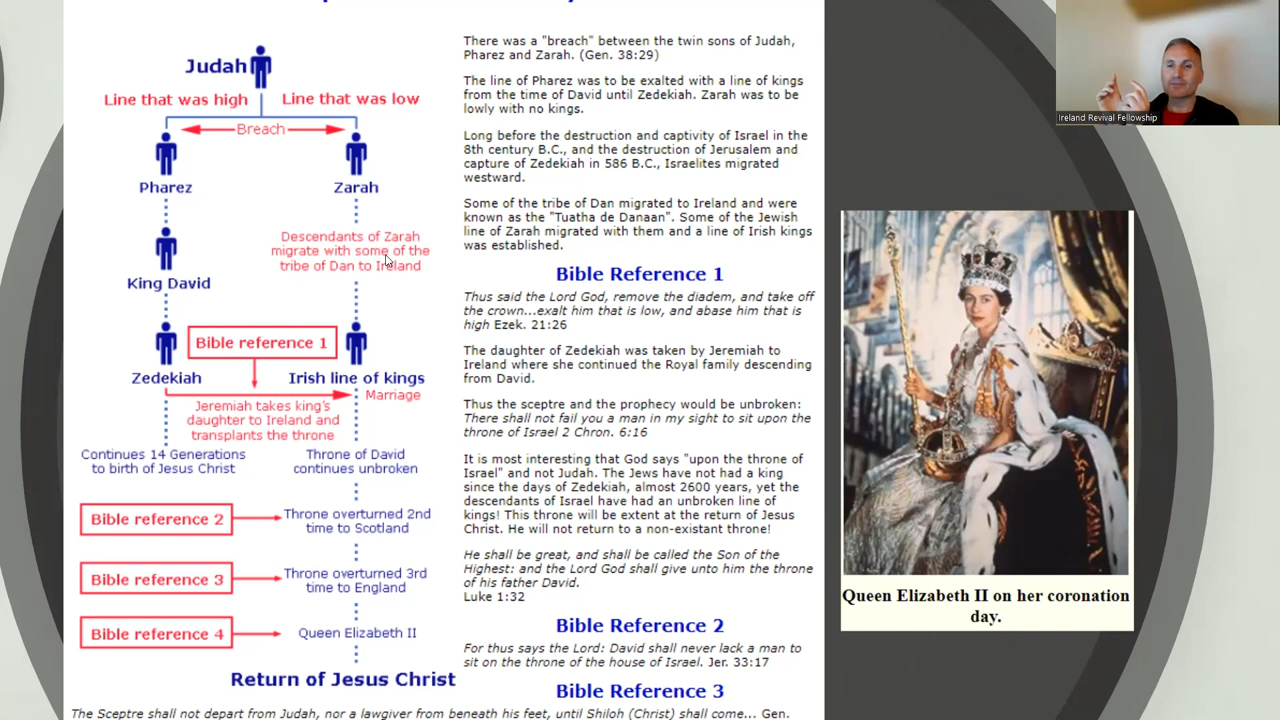 Judah
Line that was high
Line that was low
Breach
Pharez
Zarah
Descendants of Zarah
migrate with some of the
tribe of Dan to Ireland
King David
Bible reference 1
Zedekiah
Irish line of kings
Marriage
Jeremiah takes king's
daughter to Ireland and
transplants the throne
Continues 14 Generations
to birth of Jesus Christ
Throne of David
continues unbroken
Bible reference 2
Throne overturned 2nd
time to Scotland
Bible reference 3
Throne overturned 3rd
time to England
Bible reference 4
Queen Elizabeth II
Return of Jesus Christ
There was a "breach" between the twin sons of Judah,
Pharez and Zarah. (Gen. 38:29)
The line of Pharez was to be exalted with a line of kings
from the time of David until Zedekiah. Zarah was to be
lowly with no kings.
Long before the destruction and captivity of Israel in the
8th century B.C., and the destruction of Jerusalem and
capture of Zedekiah in 586 B.C., Israelites migrated
westward.
Some of the tribe of Dan migrated to Ireland and were
known as the "Tuatha de Danaan". Some of the Jewish
line of Zarah migrated with them and a line of Irish kings
was established.
Bible Reference 1
Thus said the Lord God, remove the diadem, and take off
the crown...exalt him that is low, and abase him that is
high Ezek. 21:26
The daughter of Zedekiah was taken by Jeremiah to
Ireland where she continued the Royal family descending
from David.
Thus the sceptre and the prophecy would be unbroken:
There shall not fail you a man in my sight to sit upon the
throne of Israel 2 Chron. 6:16
It is most interesting that God says "upon the throne of
Israel" and not Judah. The Jews have not had a king
since the days of Zedekiah, almost 2600 years, yet the
descendants of Israel have had an unbroken line of
kings! This throne will be extent at the return of Jesus
Christ. He will not return to a non-existant throne!
He shall be great, and shall be called the Son of the
Highest: and the Lord God shall give unto him the throne
of his father David.
Luke 1:32
Bible Reference 2
For thus says the Lord: David shall never lack a man to
sit on the throne of the house of Israel. Jer. 33:17
Bible Reference 3
The Sceptre shall not depart from Judah, nor a lawgiver from beneath his feet, until Shiloh (Christ) shall come... Gen.
Ireland Revival Fellowship
Queen Elizabeth II on her coronation
day.